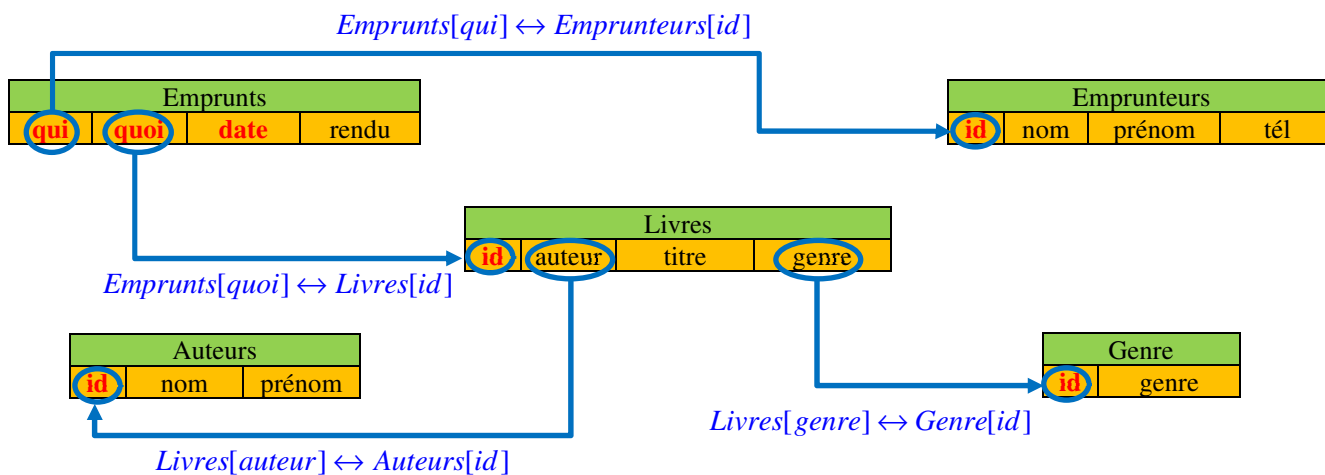 Emprunts[qui] ↔ Emprunteurs[id]
Emprunts
qui quoi date rendu
Emprunteurs
id nom prénom tél
Livres
id auteur titre genre
Emprunts[quoi] ↔ Livres[id]
Auteurs
id nom prénom
Genre
id genre
Livres[genre] ↔ Genre[id]
Livres[auteur] ↔ Auteurs[id]